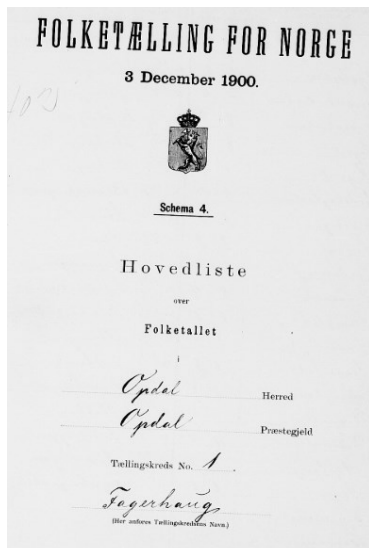 FOLKETÆLLING FOR NORGE
3 December 1900.
Schema 4.
Hovedliste
over
Folketallet
i
Opdal Herred
Opdal Præstegjeld
Tællingskreds No. 1.
Fagerhaug
(Her anføres Tællingskredsens Navn.)